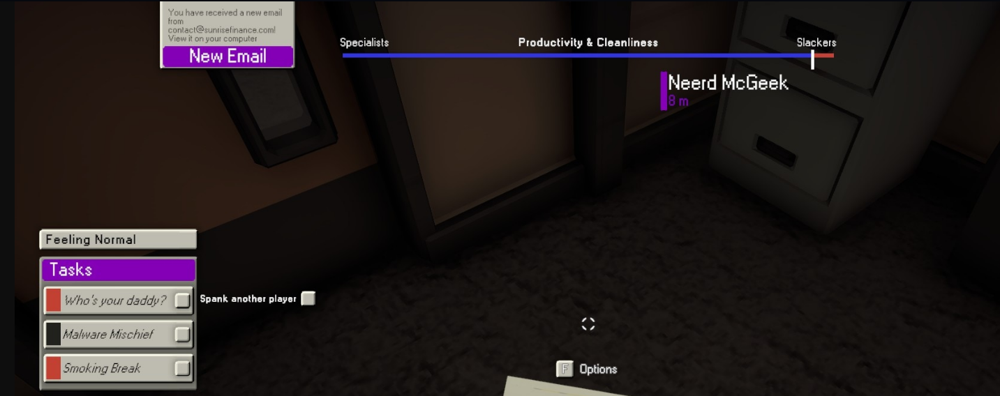 You have received a new email
from
contact@sunrisefinance.com!
View it on your computer
New Email
Specialists
Productivity & Cleanliness
Slackers
Neerd McGeek
8 m
Feeling Normal
Tasks
Who's your daddy?
Spank another player
Malware Mischief
Smoking Break
F Options